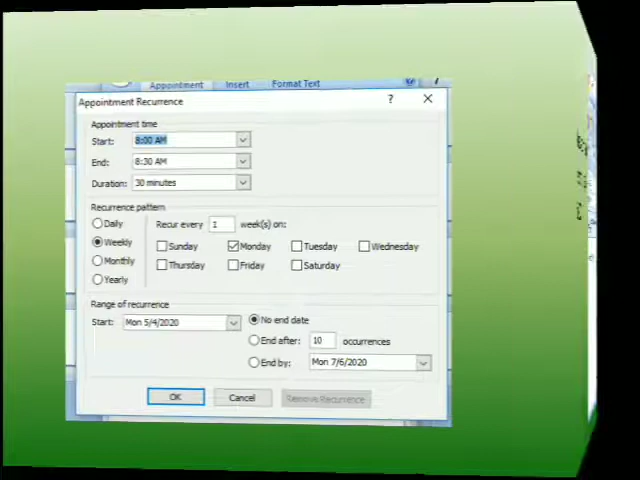 Appointment Insert Format Text
Appointment Recurrence ?
Appointment time
Start: 8:00 AM
End: 8:30 AM
Duration: 30 minutes
Recurrence pattern
Daily Recur every 1 week(s) on:
Weekly Sunday Monday Tuesday Wednesday
Monthly Thursday Friday Saturday
Yearly
Range of recurrence
Start: Mon 5/4/2020 No end date
End after: 10 occurrences
End by: Mon 7/6/2020
OK Cancel Remove Recurrence